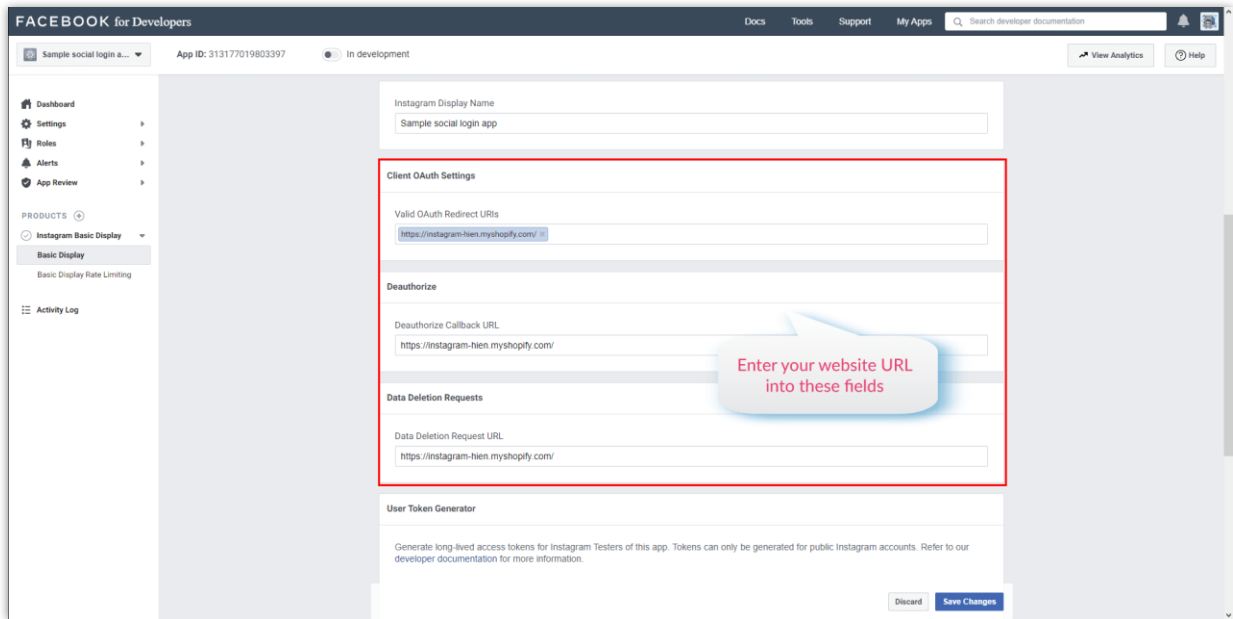 FACEBOOK for Developers
Docs Tools Support My Apps Search developer documentation
Sample social login a... App ID: 313177019803397 In development View Analytics Help
Dashboard
Settings
Roles
Alerts
App Review
PRODUCTS
Instagram Basic Display
Basic Display
Basic Display Rate Limiting
Activity Log
Instagram Display Name
Sample social login app
Client OAuth Settings
Valid OAuth Redirect URIs
https://instagram-hien.myshopify.com/
Deauthorize
Deauthorize Callback URL
https://instagram-hien.myshopify.com/
Enter your website URL
into these fields
Data Deletion Requests
Data Deletion Request URL
https://instagram-hien.myshopify.com/
User Token Generator
Generate long-lived access tokens for Instagram Testers of this app. Tokens can only be generated for public Instagram accounts. Refer to our
developer documentation for more information.
Discard Save Changes